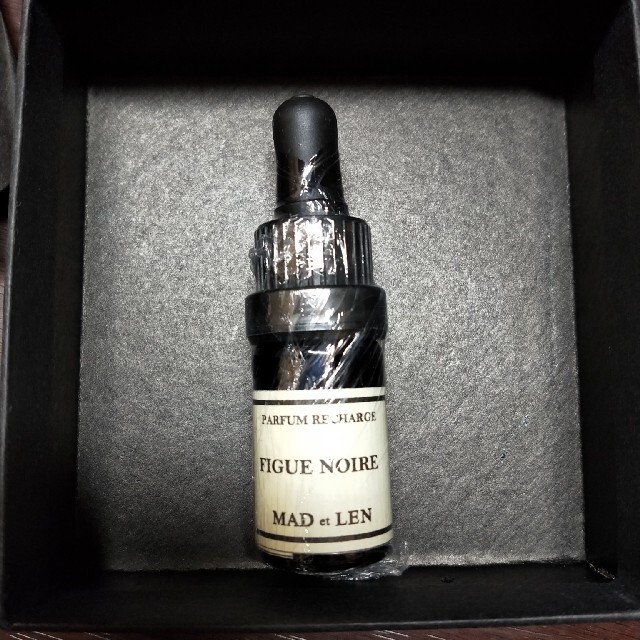 PARFUM RECHARGE
FIGUE NOIRE
MAD et LEN